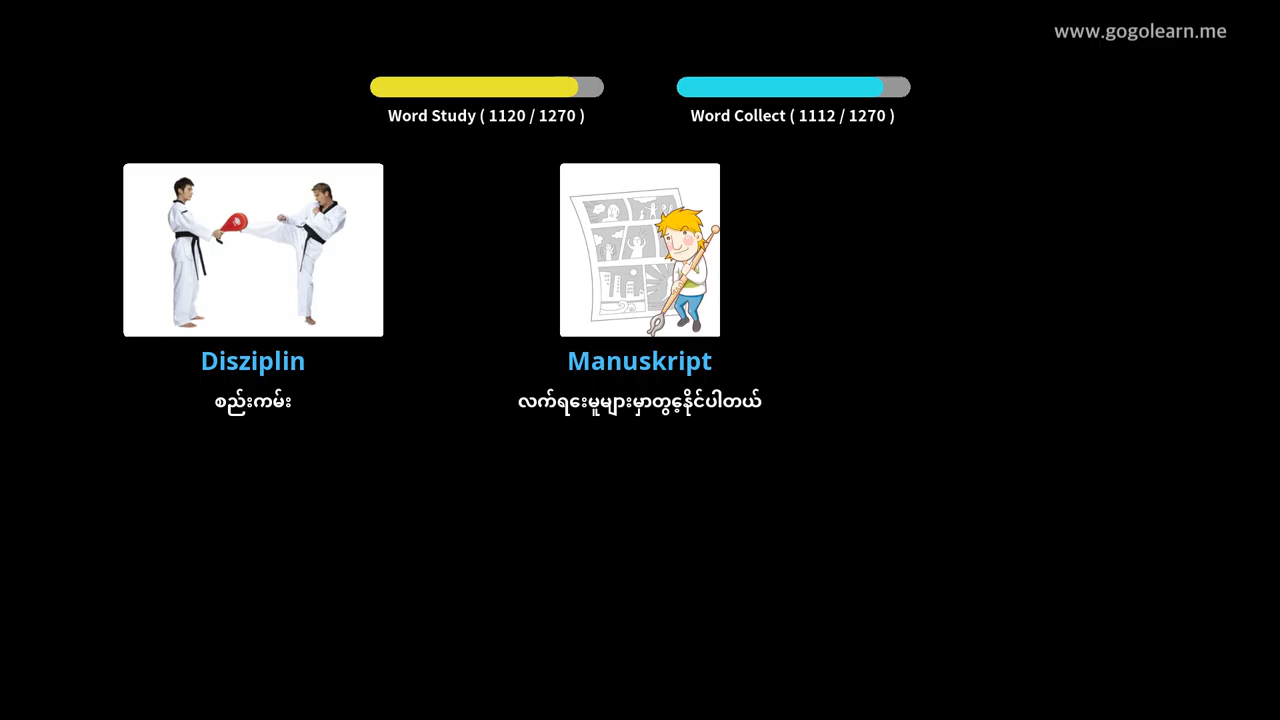 www.gogolearn.me
Word Study ( 1120 / 1270 )
Word Collect ( 1112 / 1270 )
Disziplin
စည်းကမ်း
Manuskript
လက်ရေးမူများမှာတွေ့နိုင်ပါတယ်